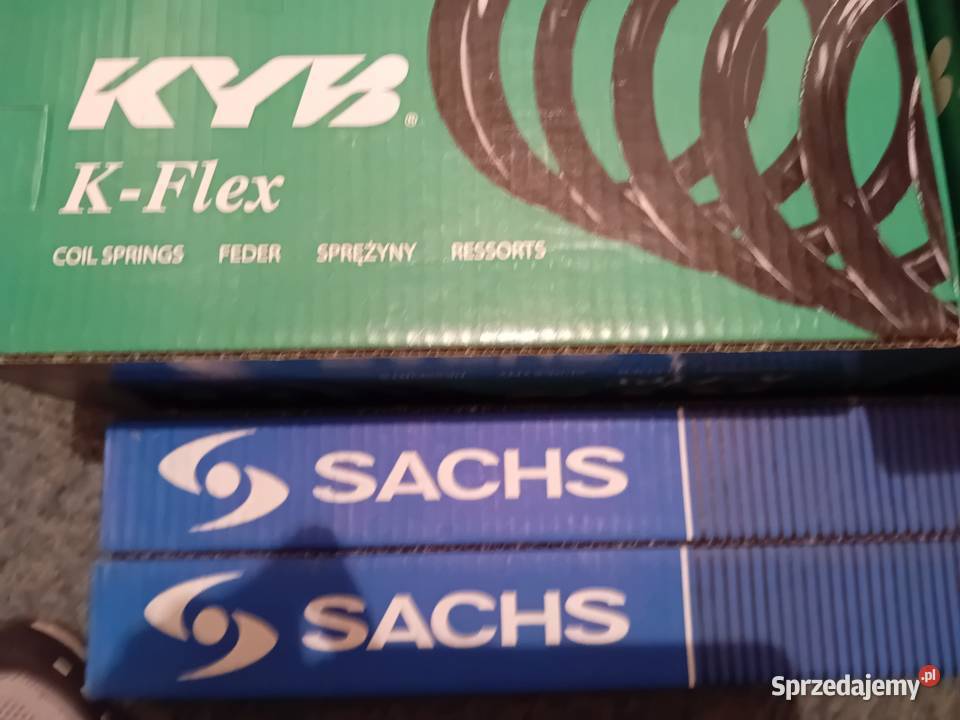 KYB®
K-Flex
COIL SPRINGS FEDER SPRĘŻYNY RESSORTS
SACHS
SACHS
Sprzedajemy.pl